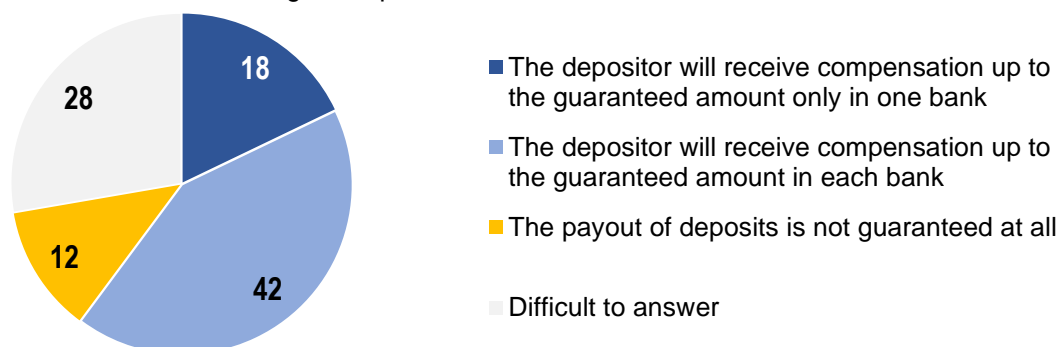 18
28
12
42
The depositor will receive compensation up to
the guaranteed amount only in one bank
The depositor will receive compensation up to
the guaranteed amount in each bank
The payout of deposits is not guaranteed at all
Difficult to answer